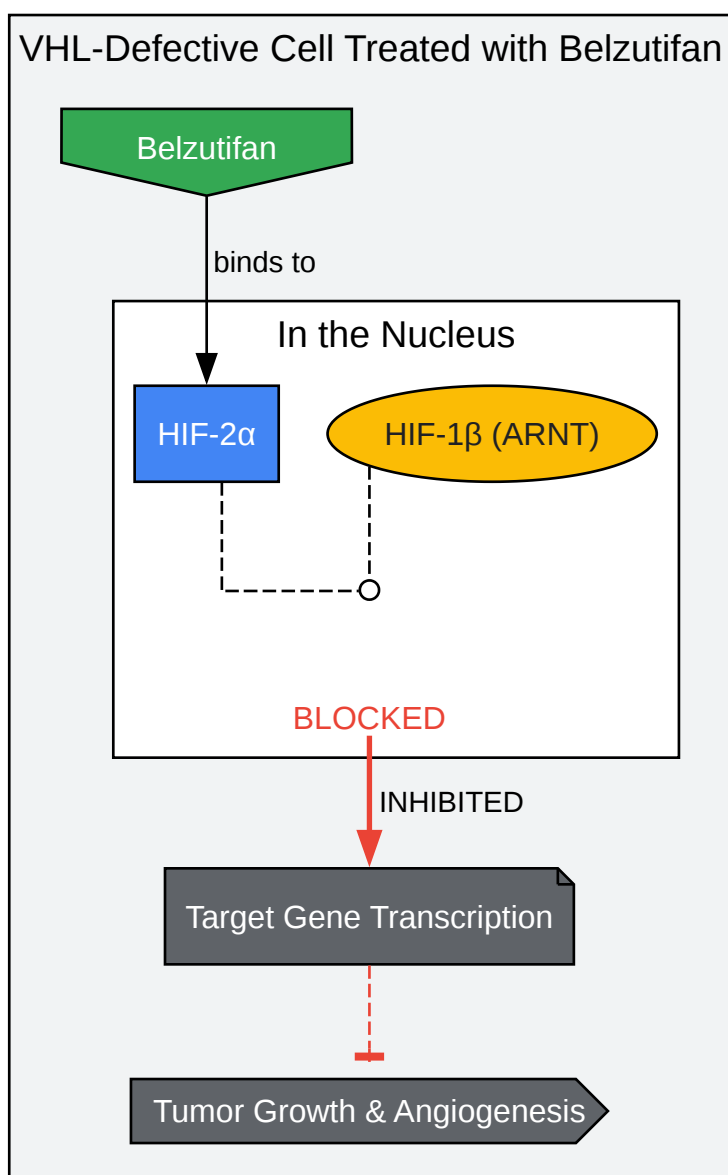 VHL-Defective Cell Treated with Belzutifan
Belzutifan
binds to
In the Nucleus
HIF-2α
HIF-1β (ARNT)
BLOCKED
INHIBITED
Target Gene Transcription
Tumor Growth & Angiogenesis